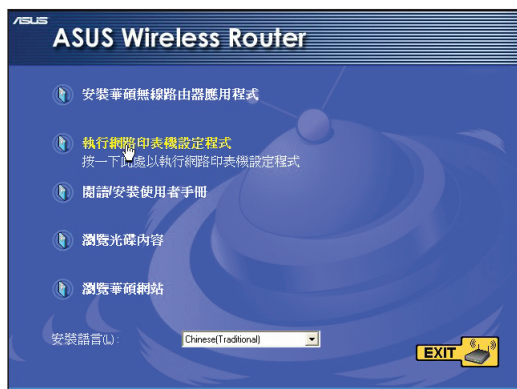 ASUS
ASUS Wireless Router
安裝華碩無線路由器應用程式
執行網路印表機設定程式
按一下此處以執行網路印表機設定程式
閱讀/安裝使用者手冊
瀏覽光碟內容
瀏覽華碩網站
安裝語言(L):
Chinese(Traditional)
EXIT